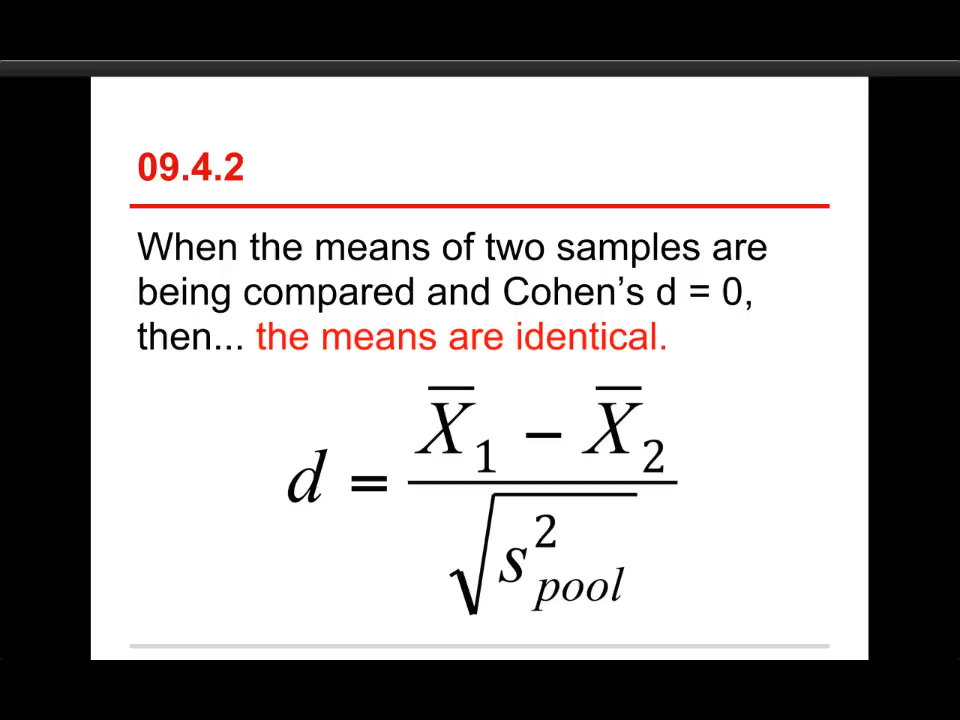 09.4.2
When the means of two samples are
being compared and Cohen’s d = 0,
then... the means are identical.
d = (X̅₁ − X̅₂) / √(s²pool)